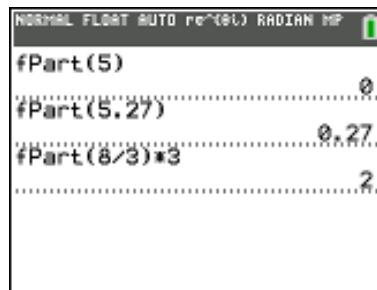 NORMAL FLOAT AUTO re^(θi) RADIAN MP
fPart(5)
0
fPart(5.27)
0.27
fPart(8/3)*3
2